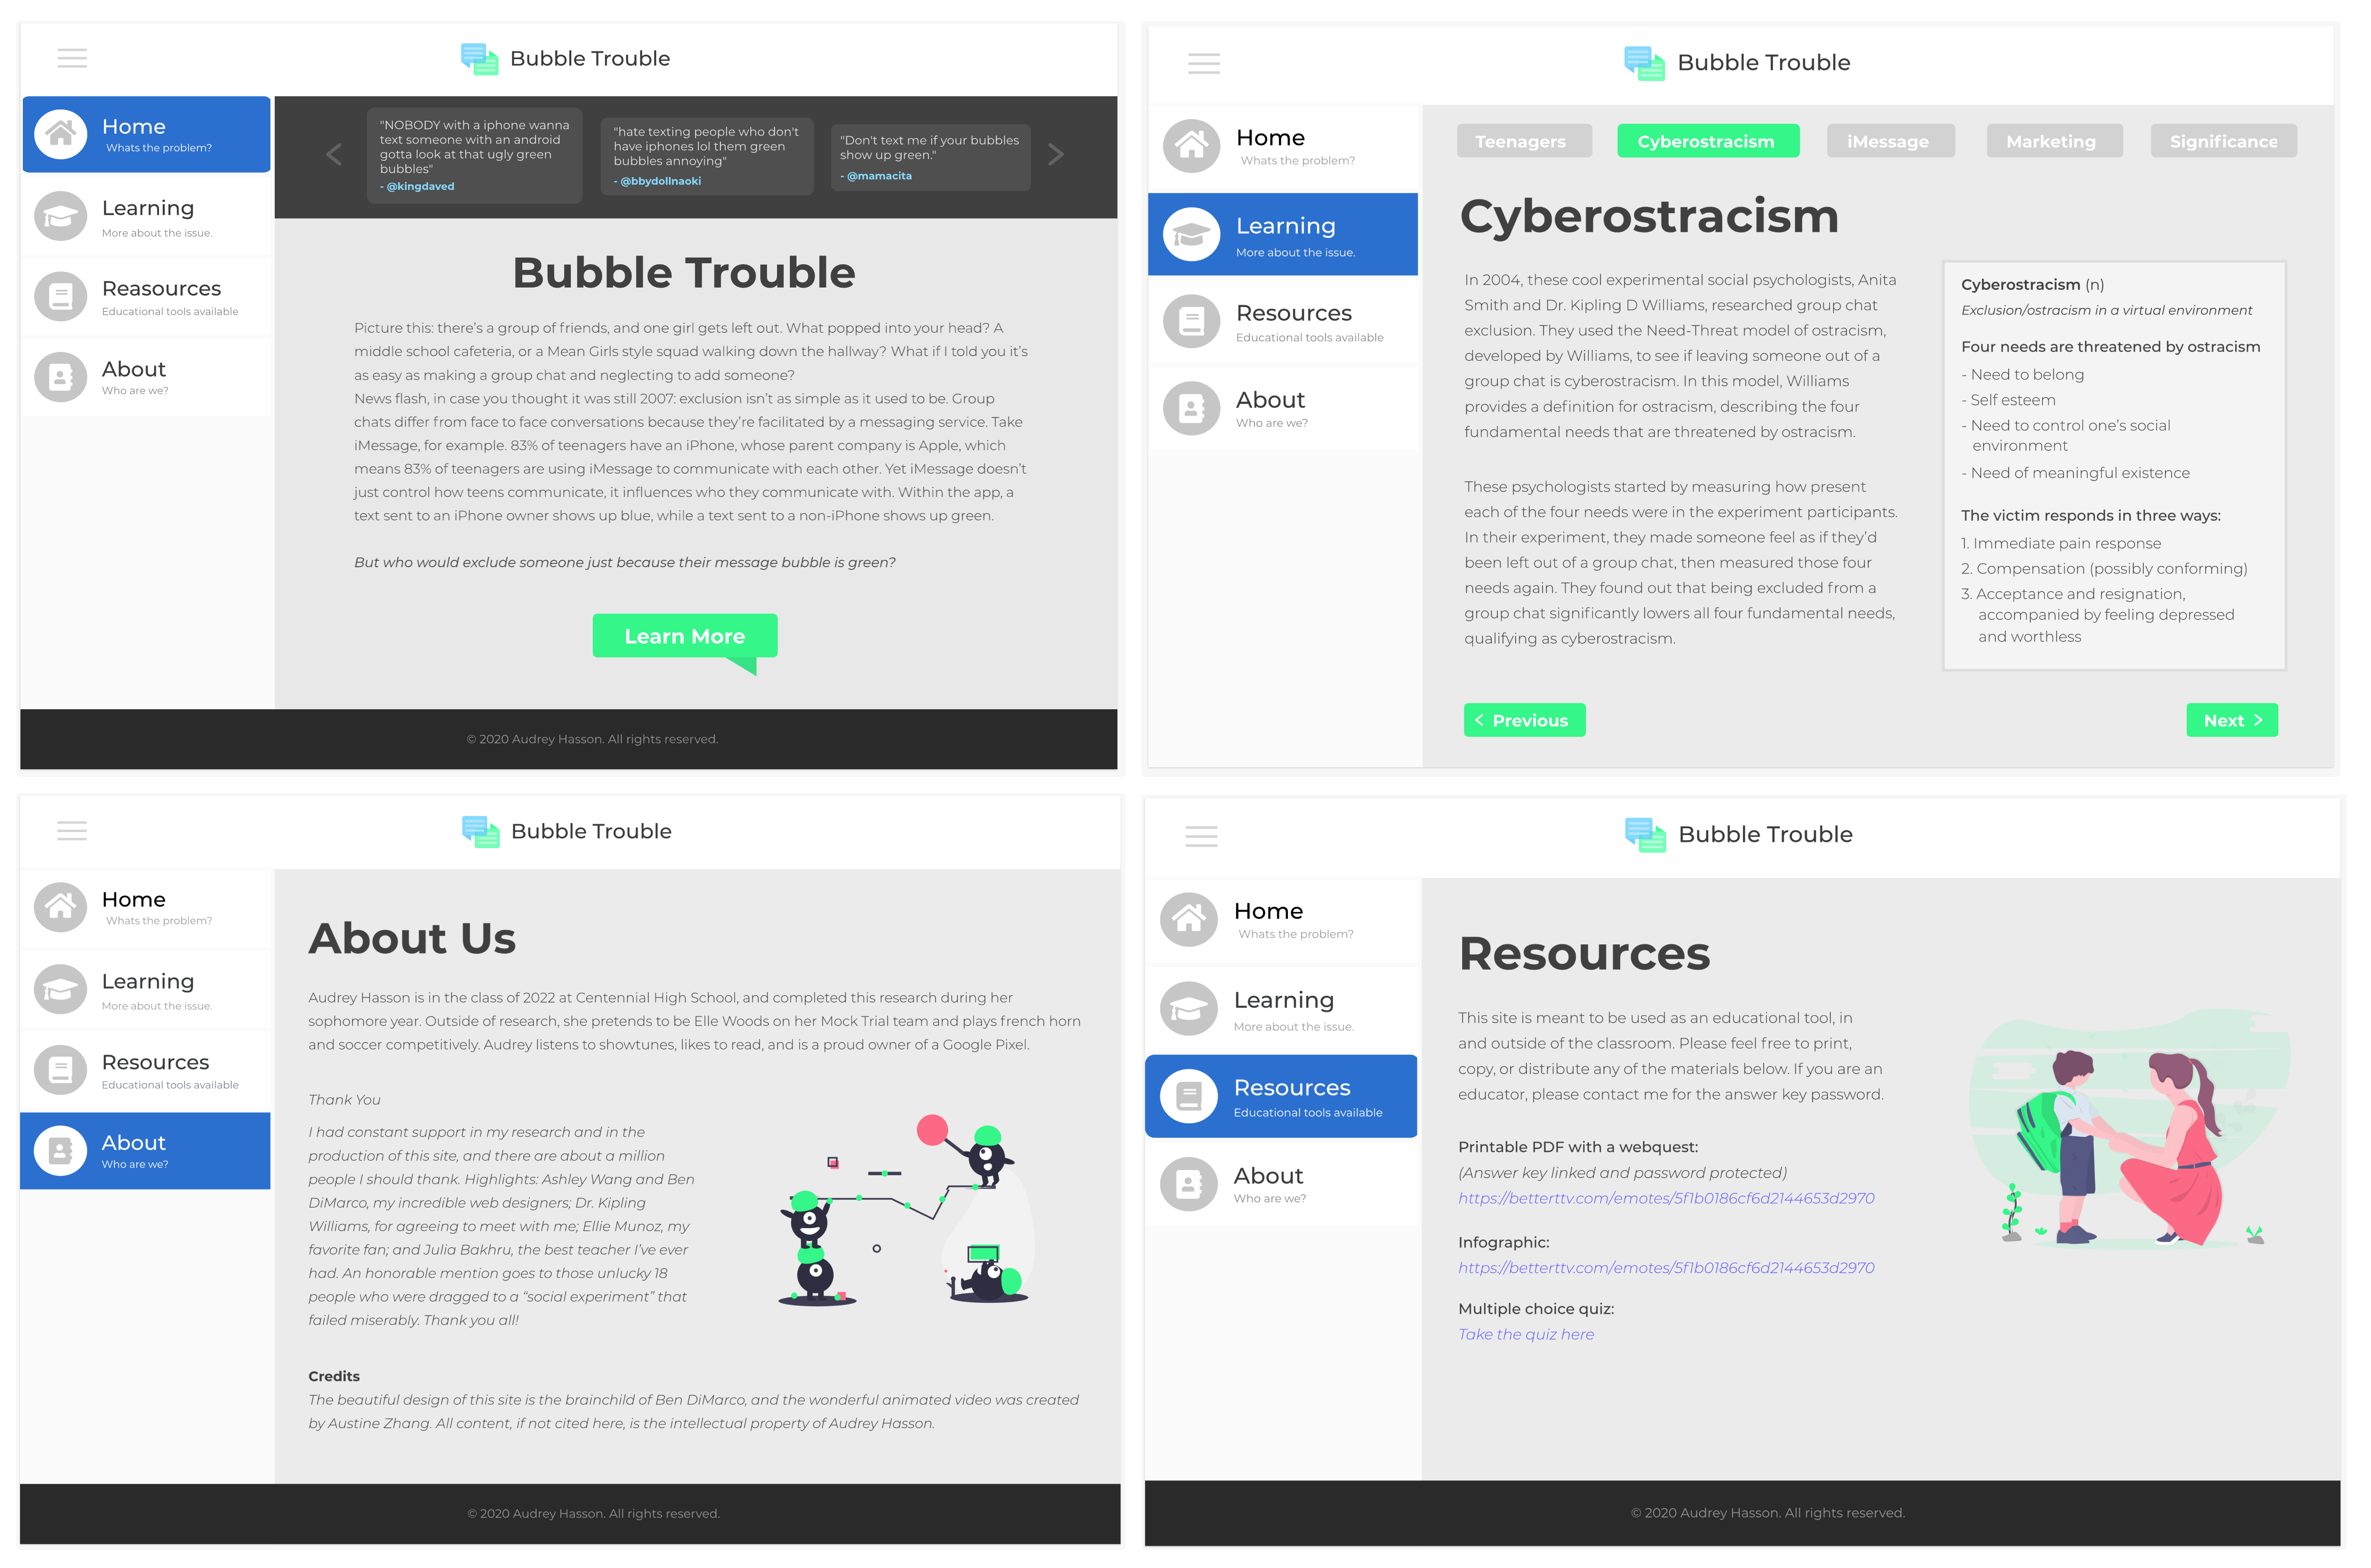 Bubble Trouble
Home
Whats the problem?
Learning
More about the issue.
Reasources
Educational tools available
About
Who are we?
"NOBODY with a iphone wanna
text someone with an android
gotta look at that ugly green
bubbles"
- @kingdaved
"hate texting people who don't
have iphones lol them green
bubbles annoying"
- @bbydollnaoki
"Don't text me if your bubbles
show up green."
- @mamacita
Bubble Trouble
Picture this: there's a group of friends, and one girl gets left out. What popped into your head? A
middle school cafeteria, or a Mean Girls style squad walking down the hallway? What if I told you it's
as easy as making a group chat and neglecting to add someone?
News flash, in case you thought it was still 2007: exclusion isn't as simple as it used to be. Group
chats differ from face to face conversations because they're facilitated by a messaging service. Take
iMessage, for example. 83% of teenagers have an iPhone, whose parent company is Apple, which
means 83% of teenagers are using iMessage to communicate with each other. Yet iMessage doesn't
just control how teens communicate, it influences who they communicate with. Within the app, a
text sent to an iPhone owner shows up blue, while a text sent to a non-iPhone shows up green.
But who would exclude someone just because their message bubble is green?
Learn More
© 2020 Audrey Hasson. All rights reserved.
Bubble Trouble
Home
Whats the problem?
Learning
More about the issue.
Resources
Educational tools available
About
Who are we?
Teenagers
Cyberostracism
iMessage
Marketing
Significance
Cyberostracism
In 2004, these cool experimental social psychologists, Anita
Smith and Dr. Kipling D Williams, researched group chat
exclusion. They used the Need-Threat model of ostracism,
developed by Williams, to see if leaving someone out of a
group chat is cyberostracism. In this model, Williams
provides a definition for ostracism, describing the four
fundamental needs that are threatened by ostracism.
These psychologists started by measuring how present
each of the four needs were in the experiment participants.
In their experiment, they made someone feel as if they'd
been left out of a group chat, then measured those four
needs again. They found out that being excluded from a
group chat significantly lowers all four fundamental needs,
qualifying as cyberostracism.
Cyberostracism (n)
Exclusion/ostracism in a virtual environment
Four needs are threatened by ostracism
- Need to belong
- Self esteem
- Need to control one's social
environment
- Need of meaningful existence
The victim responds in three ways:
1. Immediate pain response
2. Compensation (possibly conforming)
3. Acceptance and resignation,
accompanied by feeling depressed
and worthless
< Previous
Next >
Bubble Trouble
Home
Whats the problem?
Learning
More about the issue.
Resources
Educational tools available
About
Who are we?
About Us
Audrey Hasson is in the class of 2022 at Centennial High School, and completed this research during her
sophomore year. Outside of research, she pretends to be Elle Woods on her Mock Trial team and plays french horn
and soccer competitively. Audrey listens to showtunes, likes to read, and is a proud owner of a Google Pixel.
Thank You
I had constant support in my research and in the
production of this site, and there are about a million
people I should thank. Highlights: Ashley Wang and Ben
DiMarco, my incredible web designers; Dr. Kipling
Williams, for agreeing to meet with me; Ellie Munoz, my
favorite fan; and Julia Bakhru, the best teacher I've ever
had. An honorable mention goes to those unlucky 18
people who were dragged to a "social experiment" that
failed miserably. Thank you all!
Credits
The beautiful design of this site is the brainchild of Ben DiMarco, and the wonderful animated video was created
by Austine Zhang. All content, if not cited here, is the intellectual property of Audrey Hasson.
© 2020 Audrey Hasson. All rights reserved.
Bubble Trouble
Home
Whats the problem?
Learning
More about the issue.
Resources
Educational tools available
About
Who are we?
Resources
This site is meant to be used as an educational tool, in
and outside of the classroom. Please feel free to print,
copy, or distribute any of the materials below. If you are an
educator, please contact me for the answer key password.
Printable PDF with a webquest:
(Answer key linked and password protected)
https://betterttv.com/emotes/5f1b0186cf6d2144653d2970
Infographic:
https://betterttv.com/emotes/5f1b0186cf6d2144653d2970
Multiple choice quiz:
Take the quiz here
© 2020 Audrey Hasson. All rights reserved.